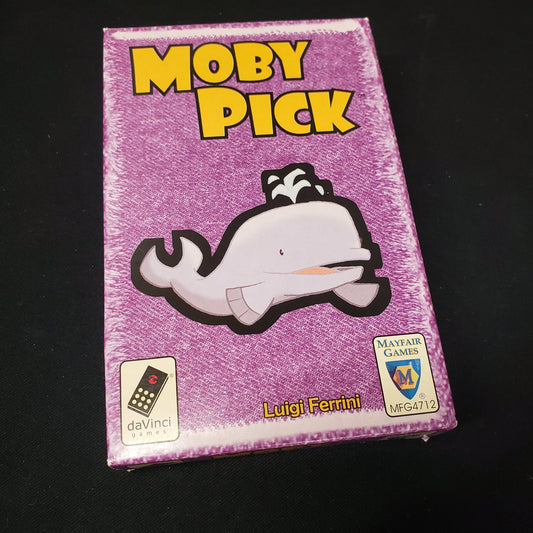 MOBY
PICK
Luigi Ferrini
daVinci
games
MAYFAIR
GAMES
M
®
MFG4712